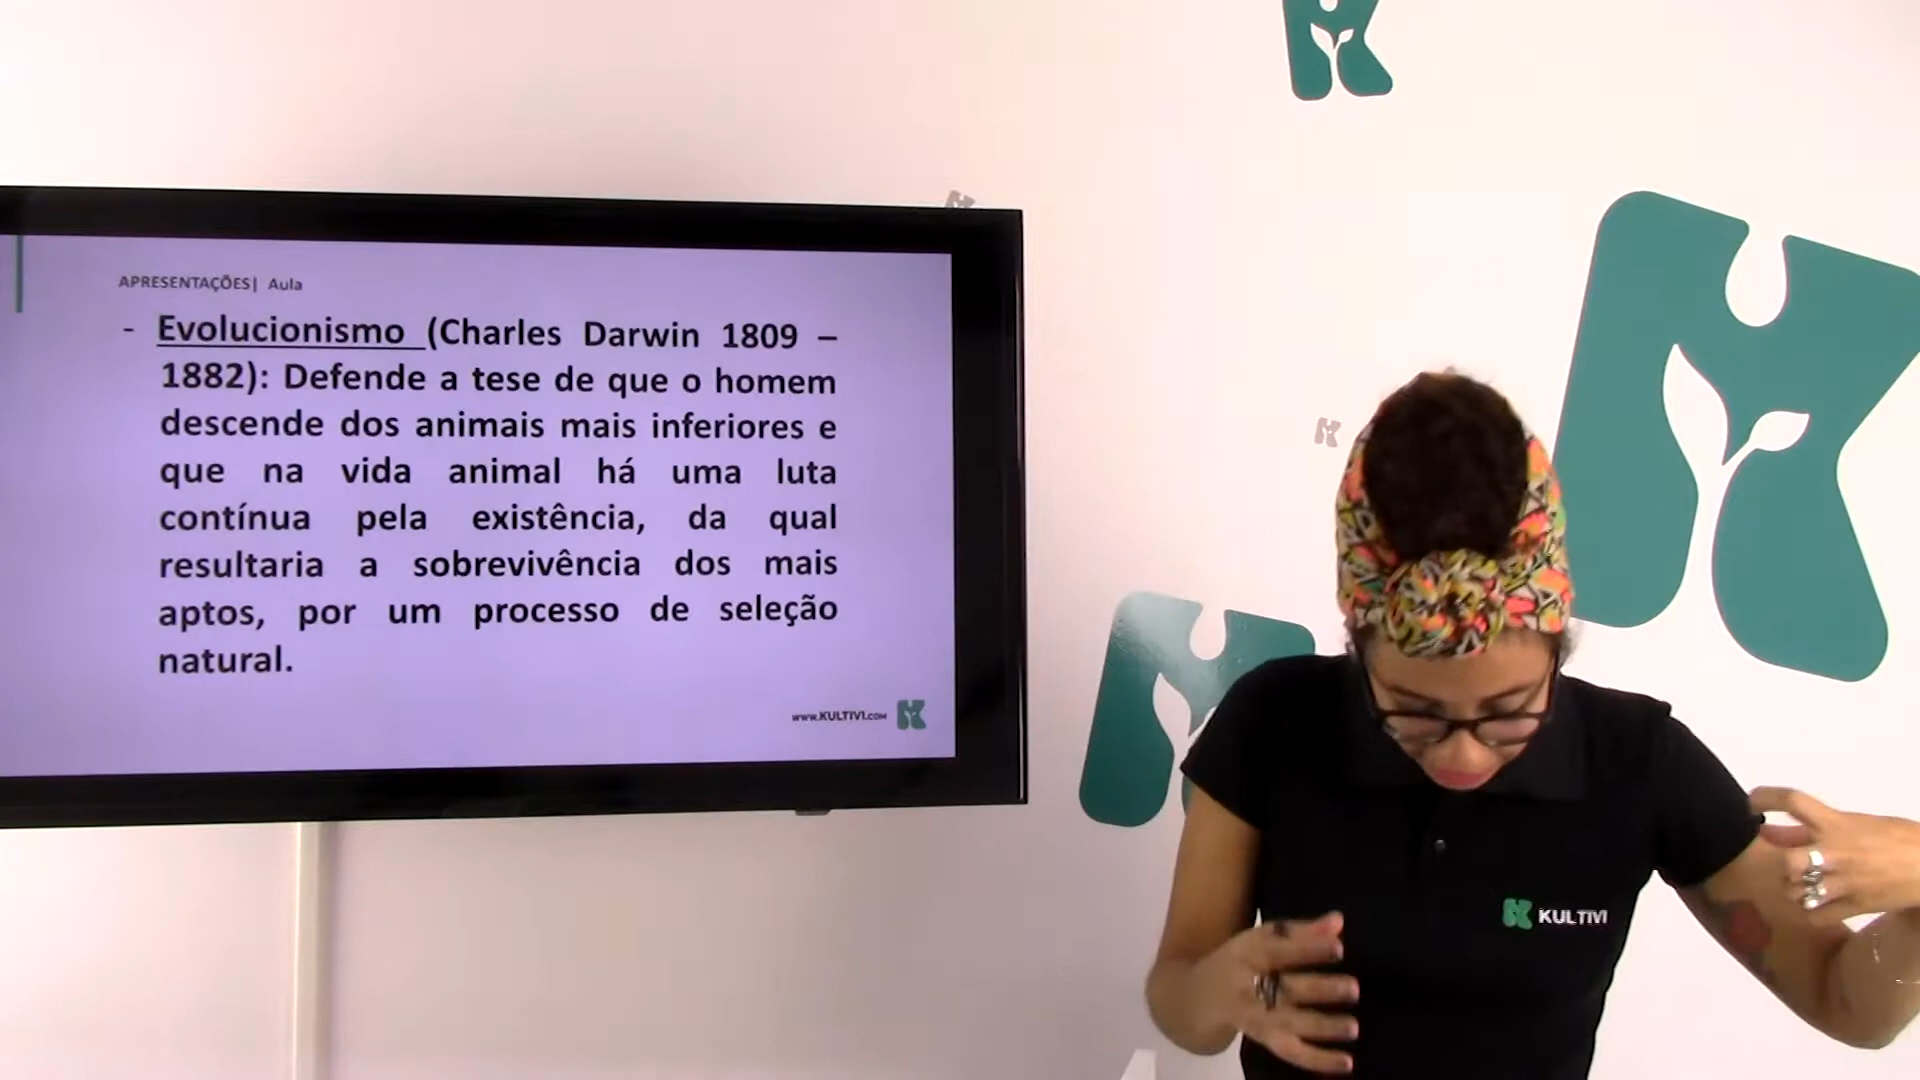 APRESENTAÇÕES| Aula
- Evolucionismo (Charles Darwin 1809 –
1882): Defende a tese de que o homem
descende dos animais mais inferiores e
que na vida animal há uma luta
contínua pela existência, da qual
resultaria a sobrevivência dos mais
aptos, por um processo de seleção
natural.
www.KULTIVI.COM
KULTIVI